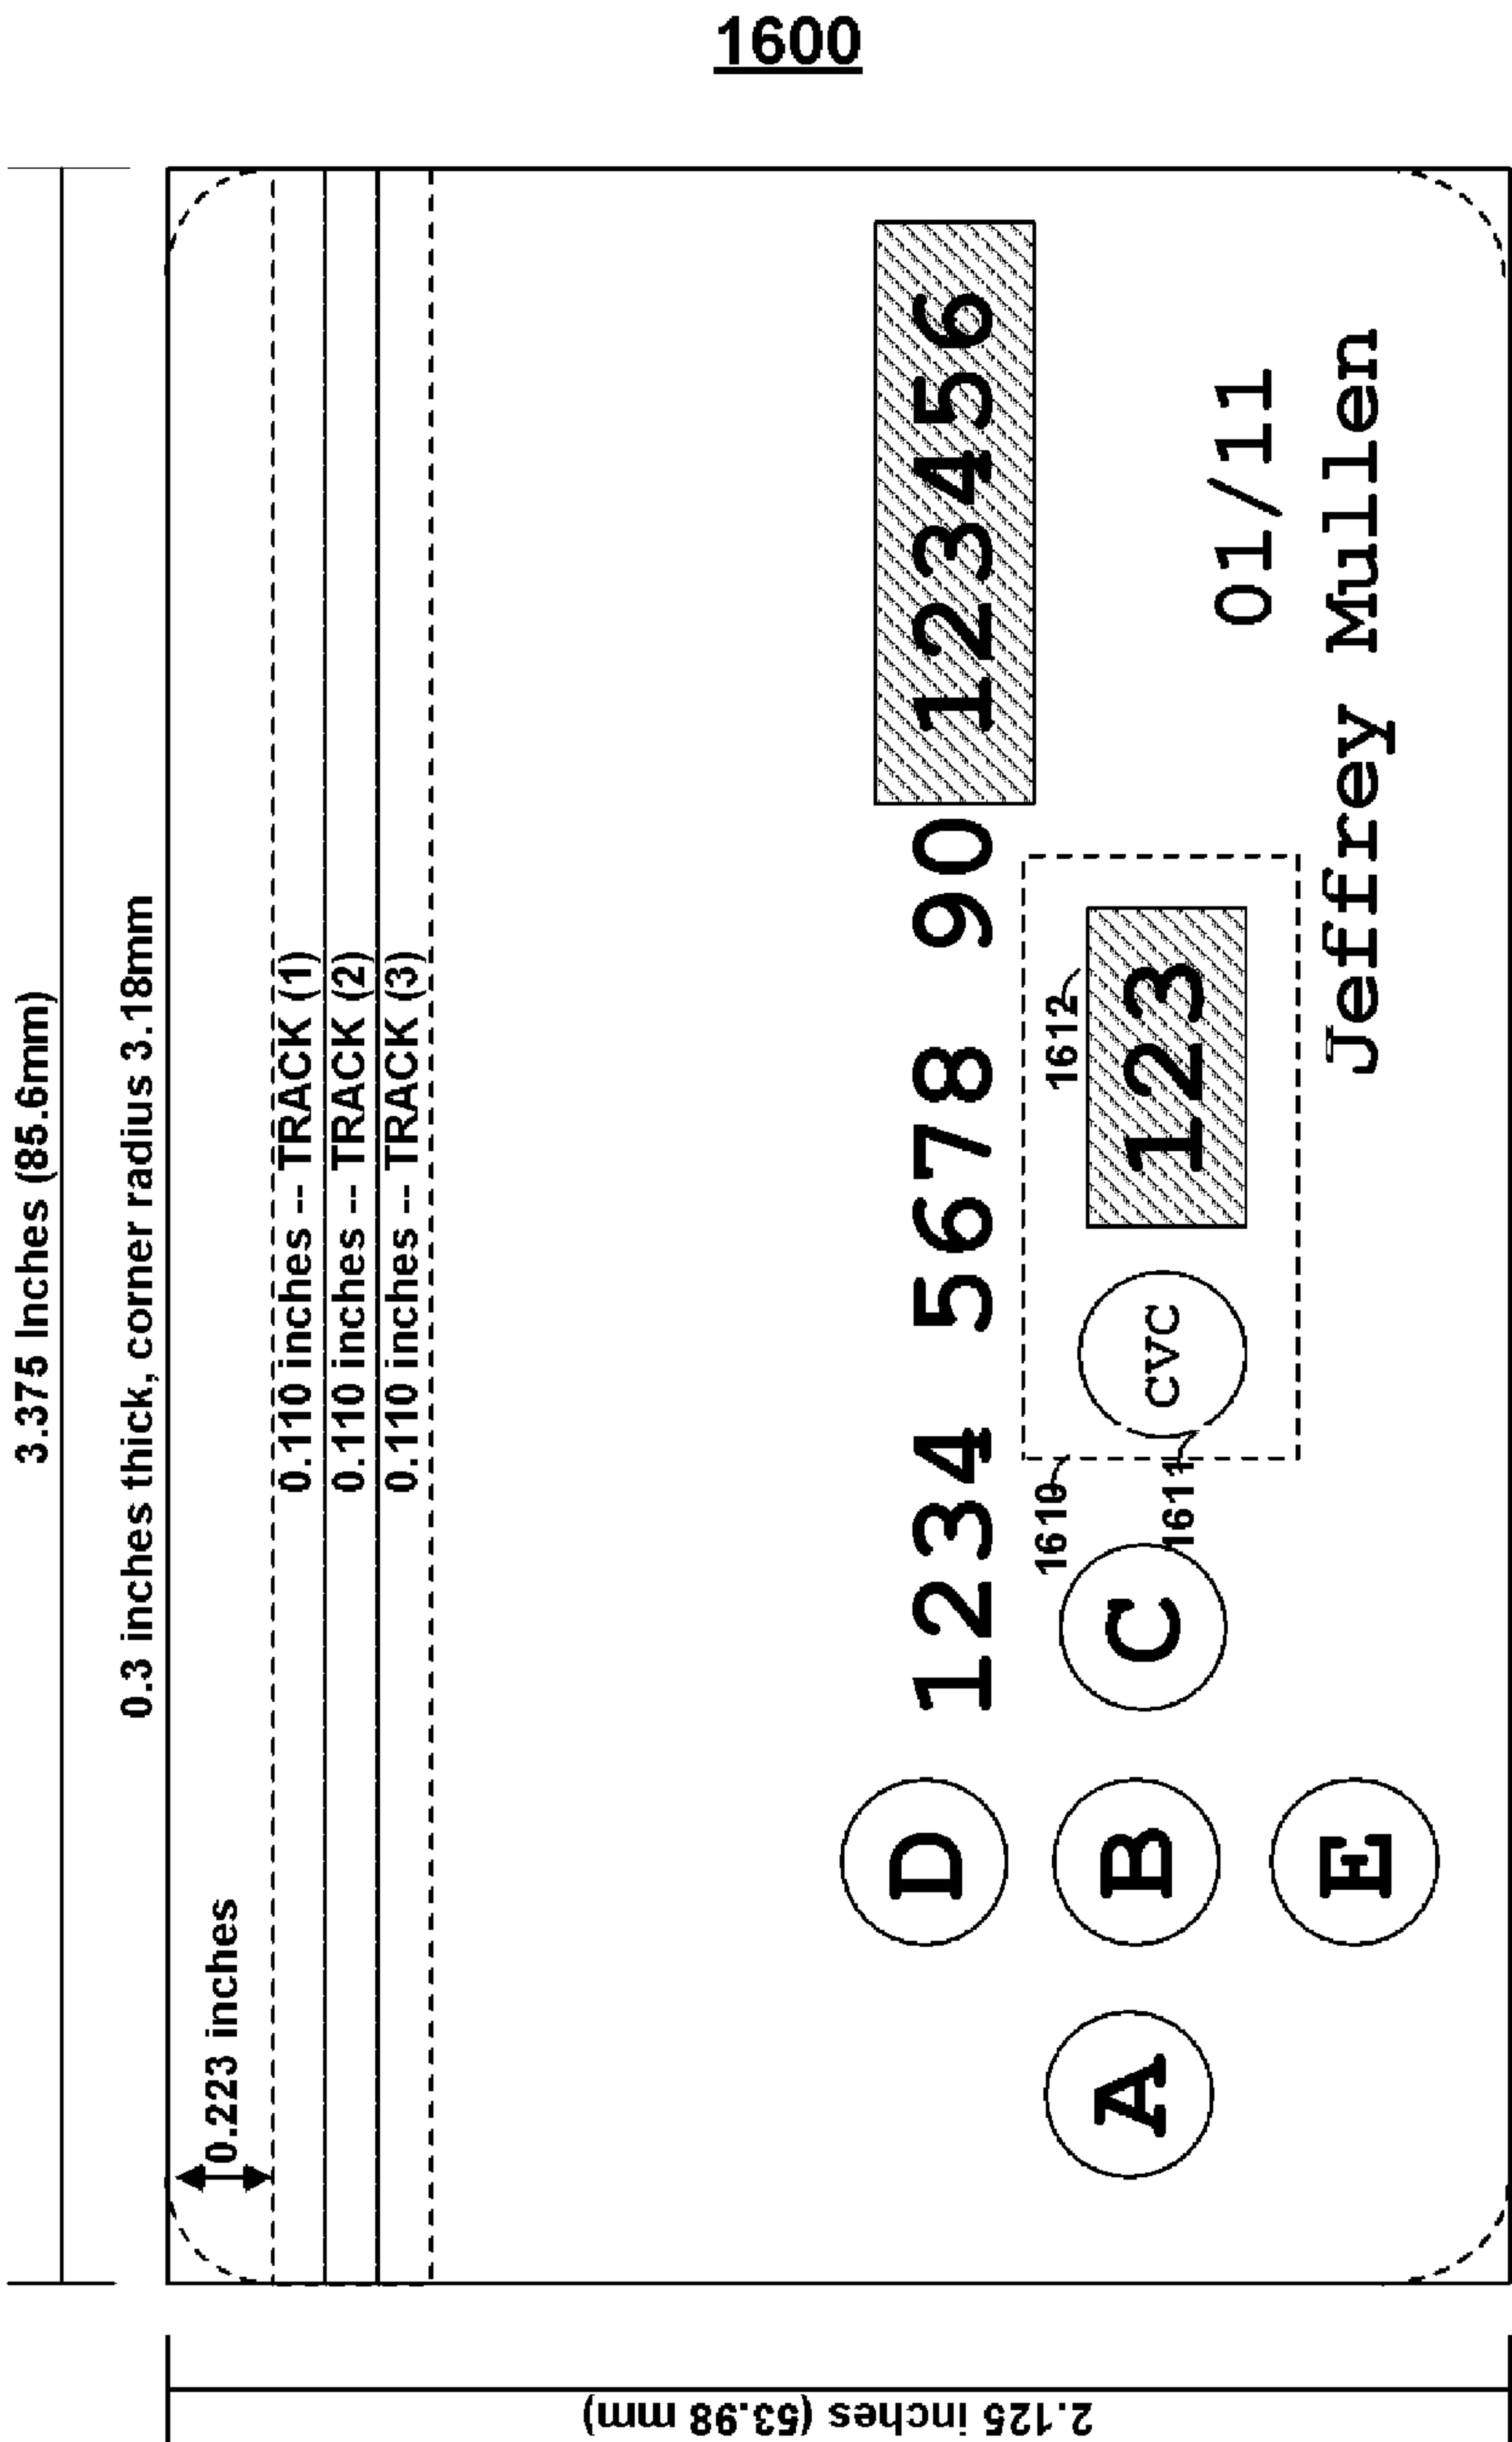 1600
3.375 Inches (85.6mm)
0.3 inches thick, corner radius 3.18mm
0.223 inches
0.110 inches -- TRACK (1)
0.110 inches -- TRACK (2)
0.110 inches -- TRACK (3)
2.125 inches (53.98 mm)
D 1234 5678 90 123456
1610
1612
A B C CVC 123
1611
01/11
E
Jeffrey Mullen